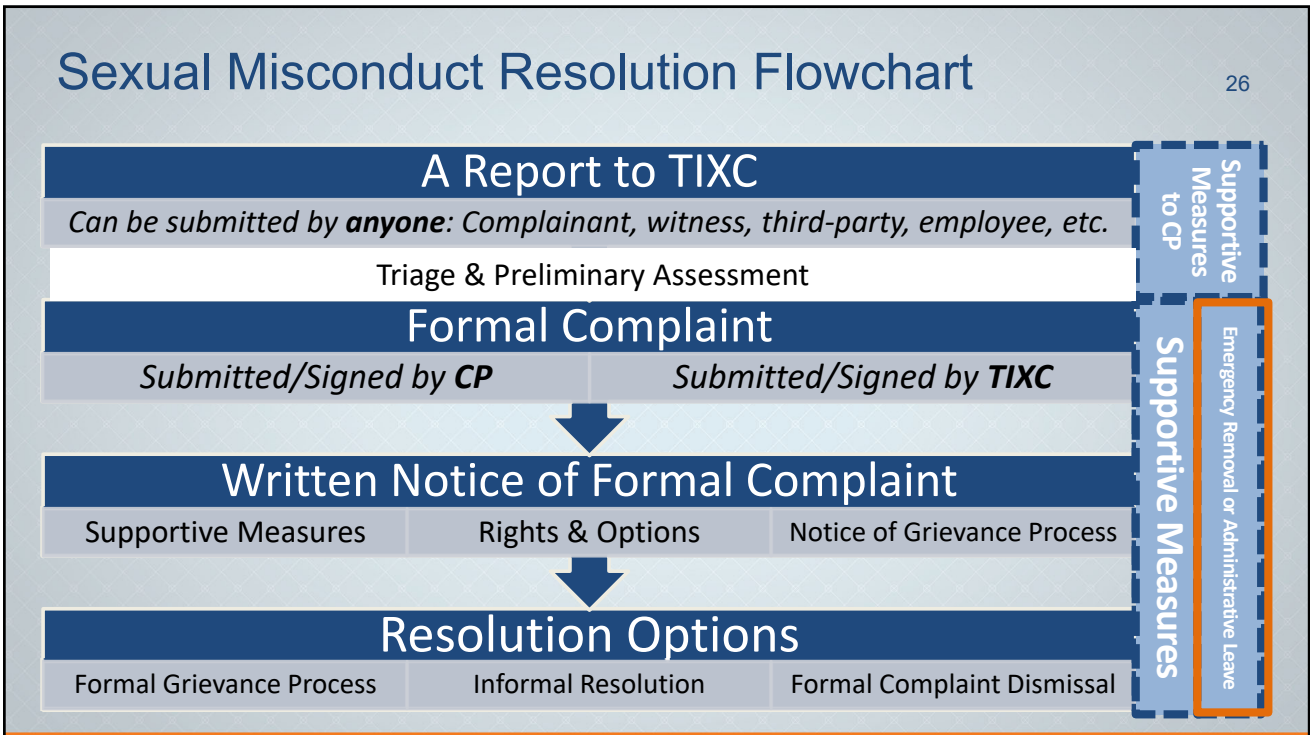 Sexual Misconduct Resolution Flowchart
26
A Report to TIXC
Can be submitted by anyone: Complainant, witness, third-party, employee, etc.
Triage & Preliminary Assessment
Formal Complaint
Submitted/Signed by CP
Submitted/Signed by TIXC
Written Notice of Formal Complaint
Supportive Measures
Rights & Options
Notice of Grievance Process
Resolution Options
Formal Grievance Process
Informal Resolution
Formal Complaint Dismissal
Supportive
Measures
to CP
Supportive Measures
Emergency Removal or Administrative Leave